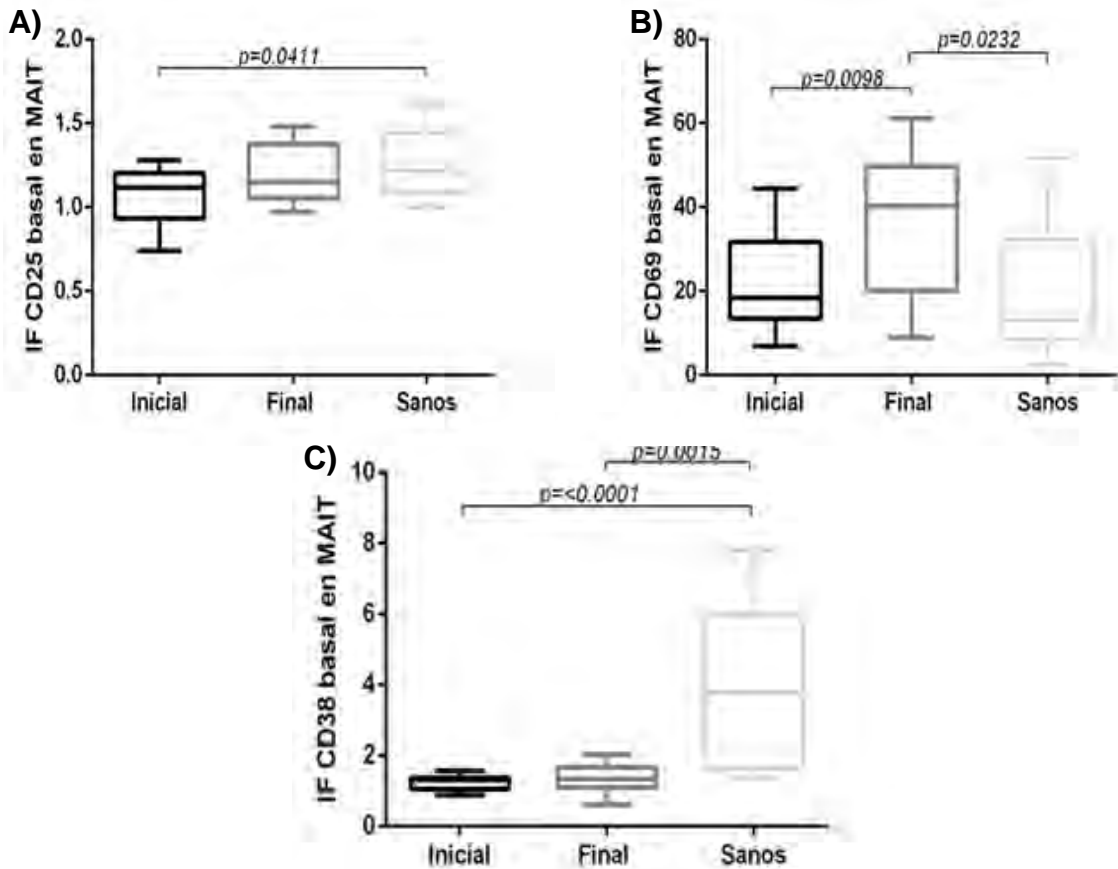 A)
IF CD25 basal en MAIT
2.0
1.5
1.0
0.5
0.0
p=0.0411
Inicial Final Sanos
B)
IF CD69 basal en MAIT
80
60
40
20
0
p=0.0232
p=0.0098
Inicial Final Sanos
C)
IF CD38 basal en MAIT
10
8
6
4
2
0
p=0.0015
p=<0.0001
Inicial Final Sanos